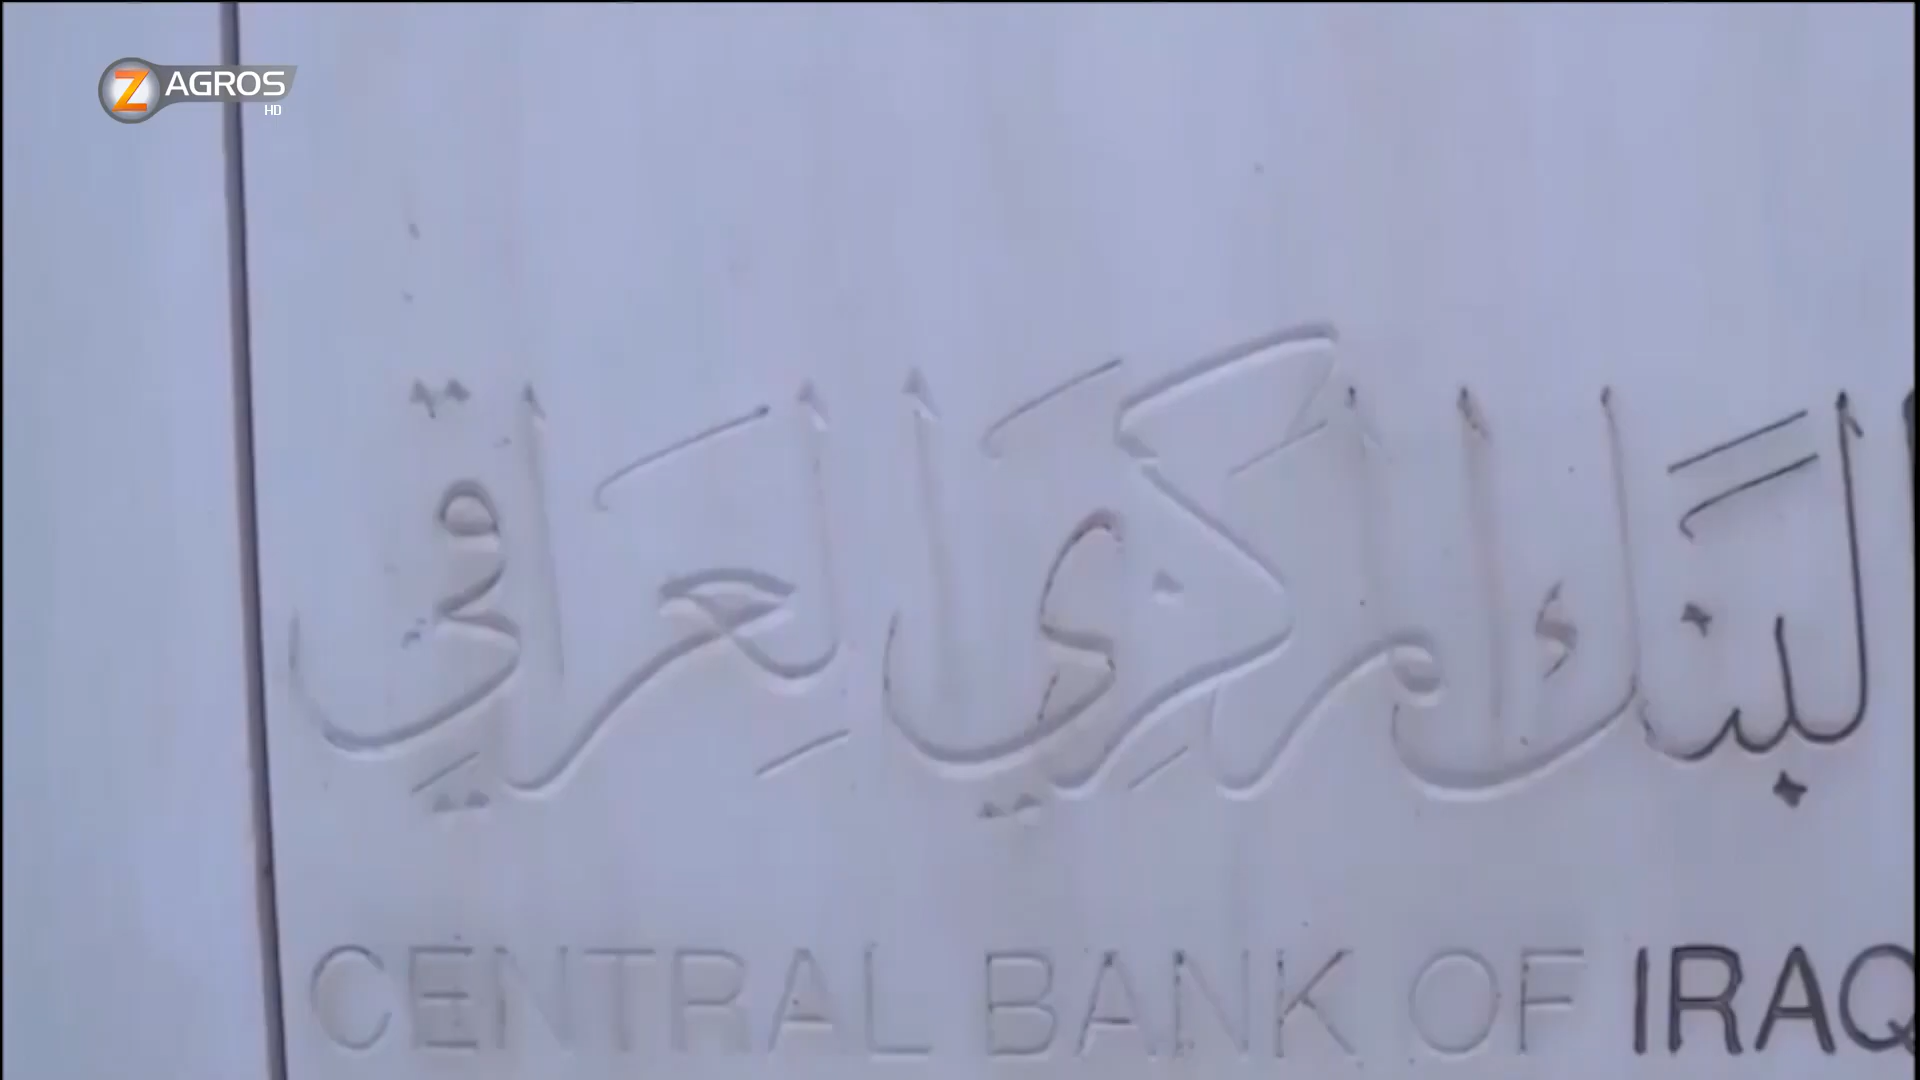 ZAGROS
HD
البنك المركزي العراقي
CENTRAL BANK OF IRAQ